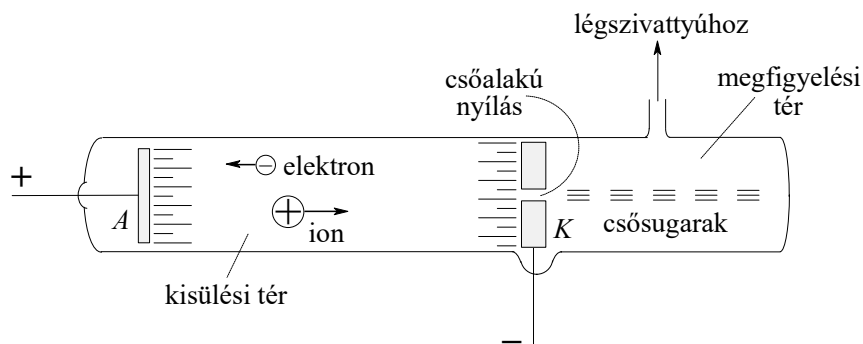 légszivattyúhoz
csőalakú
nyílás
megfigyelési
tér
+
− elektron
A
+
ion
K
csősugarak
kisülési tér
−